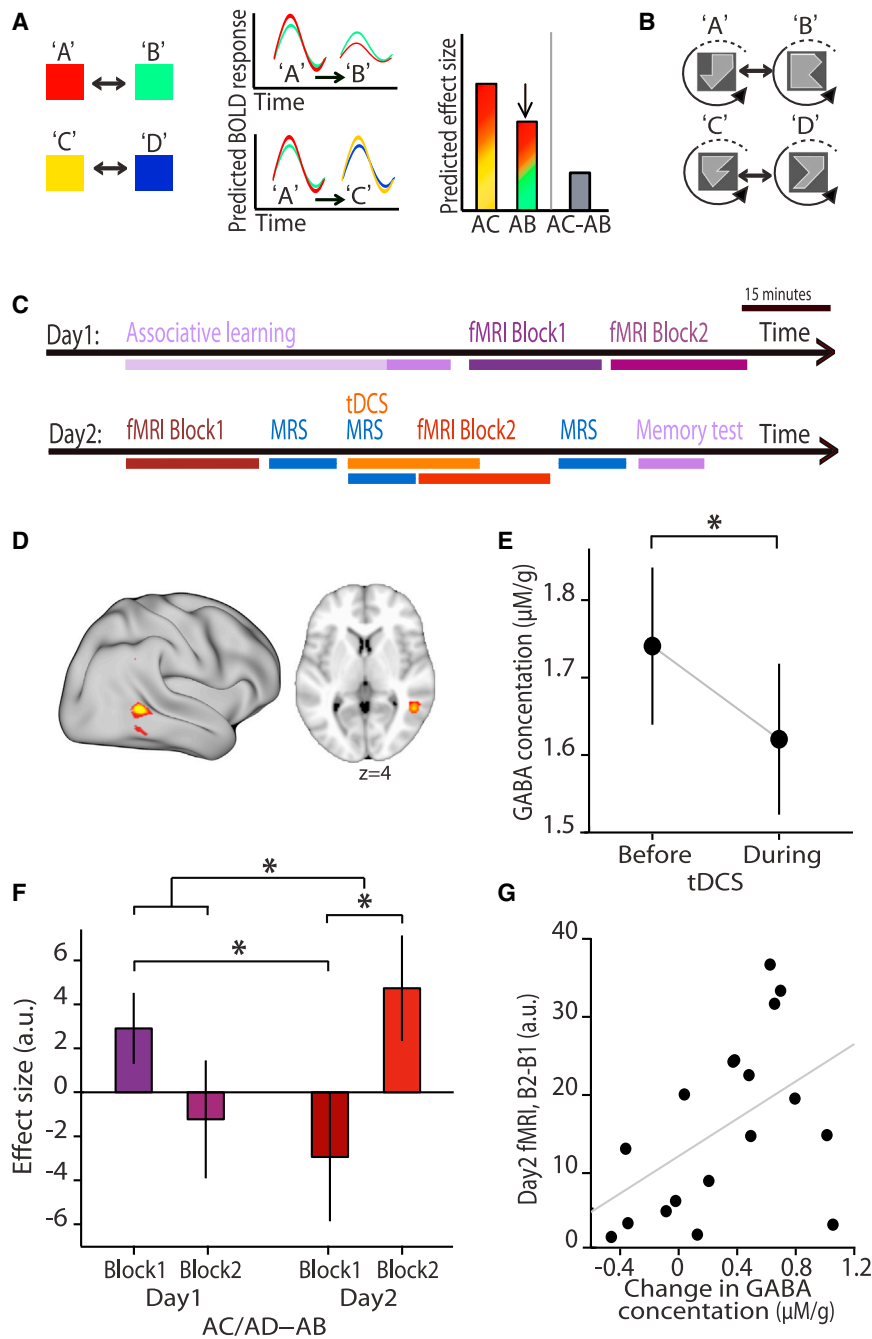 A
'A'
'B'
'C'
'D'
Predicted BOLD response
'A'
'B'
Time
'A'
'C'
Time
Predicted effect size
AC AB AC-AB
B
'A'
'B'
'C'
'D'
C
15 minutes
Day1:
Associative learning
fMRI Block1
fMRI Block2
Time
tDCS
Day2:
fMRI Block1
MRS
MRS
fMRI Block2
MRS
Memory test
Time
D
z=4
E
*
GABA concentration (µM/g)
1.8
1.7
1.6
1.5
Before During
tDCS
F
*
*
*
Effect size (a.u.)
6
4
2
0
-2
-4
-6
Block1 Block2 Block1 Block2
Day1 Day2
AC/AD–AB
G
Day2 fMRI, B2-B1 (a.u.)
40
30
20
10
0
-0.4 0 0.4 0.8 1.2
Change in GABA
concentation (µM/g)